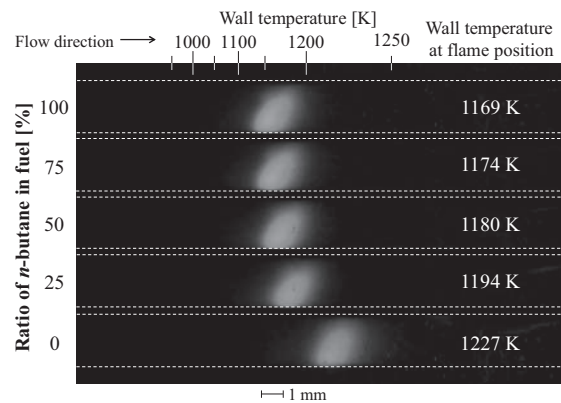 Wall temperature [K]
Flow direction
1000 1100 1200 1250
Wall temperature
at flame position
Ratio of n-butane in fuel [%]
100 1169 K
75 1174 K
50 1180 K
25 1194 K
0 1227 K
1 mm